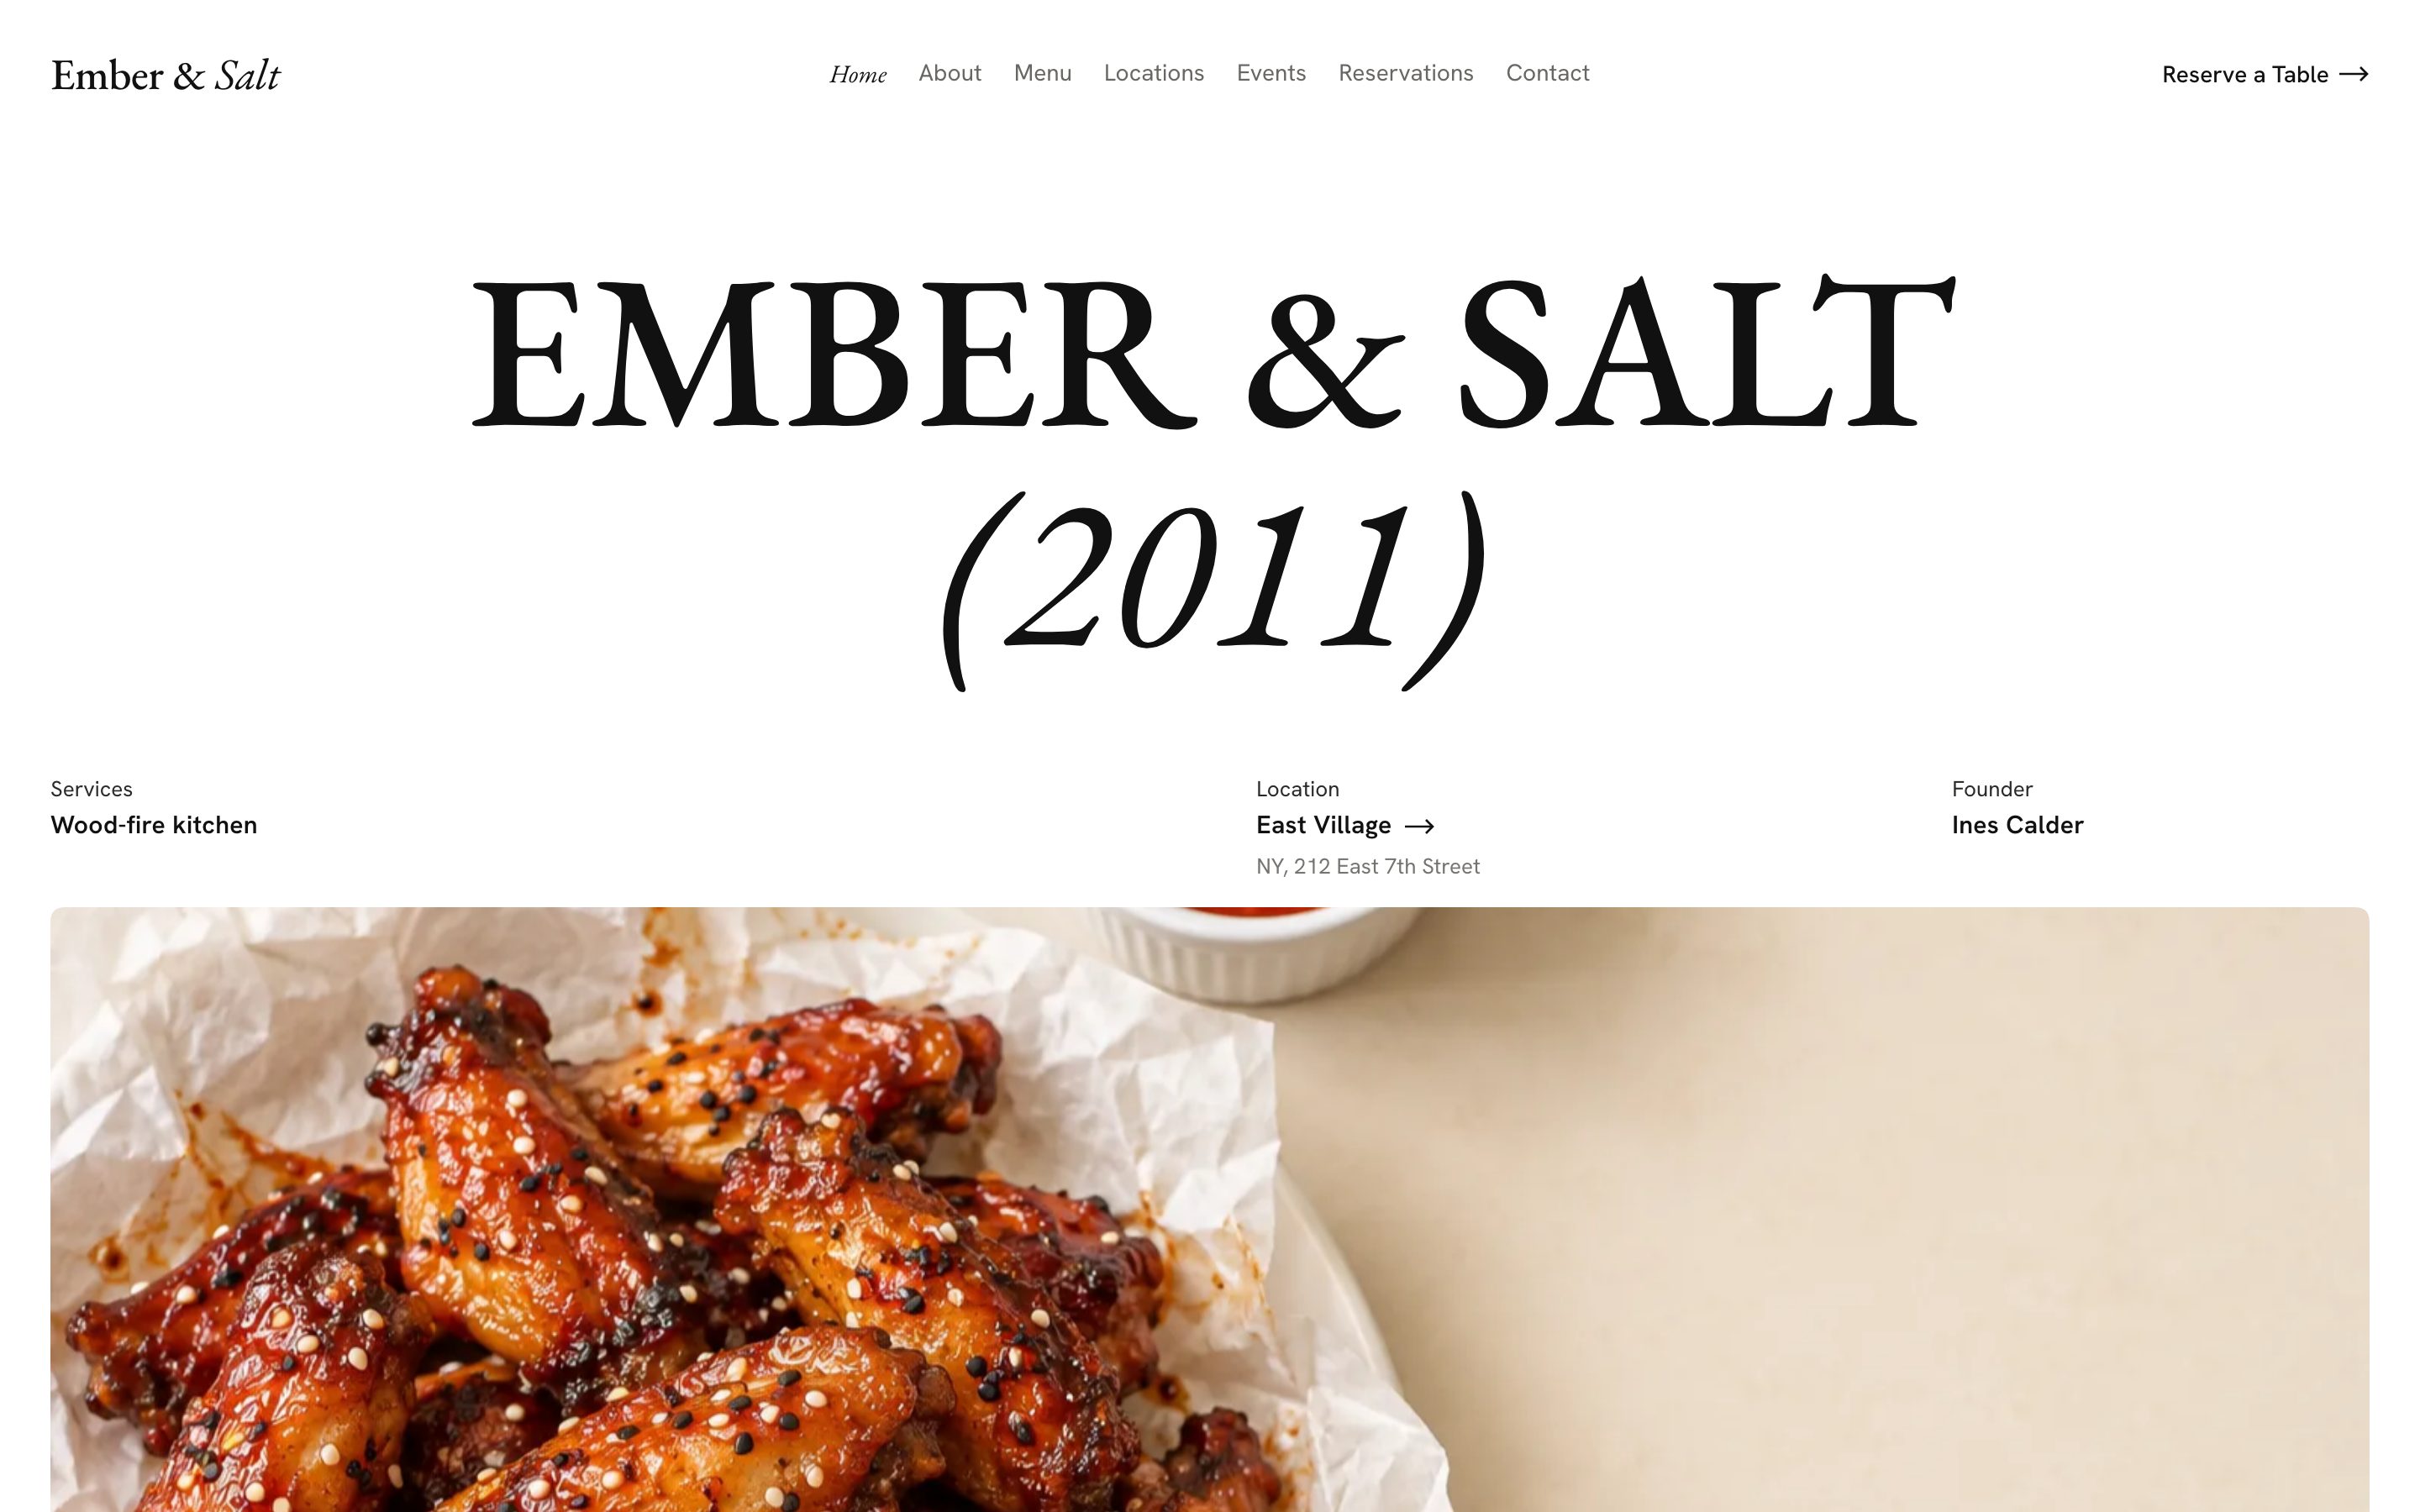 Ember & Salt
Home About Menu Locations Events Reservations Contact
Reserve a Table →
EMBER & SALT
(2011)
Services
Wood-fire kitchen
Location
East Village →
NY, 212 East 7th Street
Founder
Ines Calder